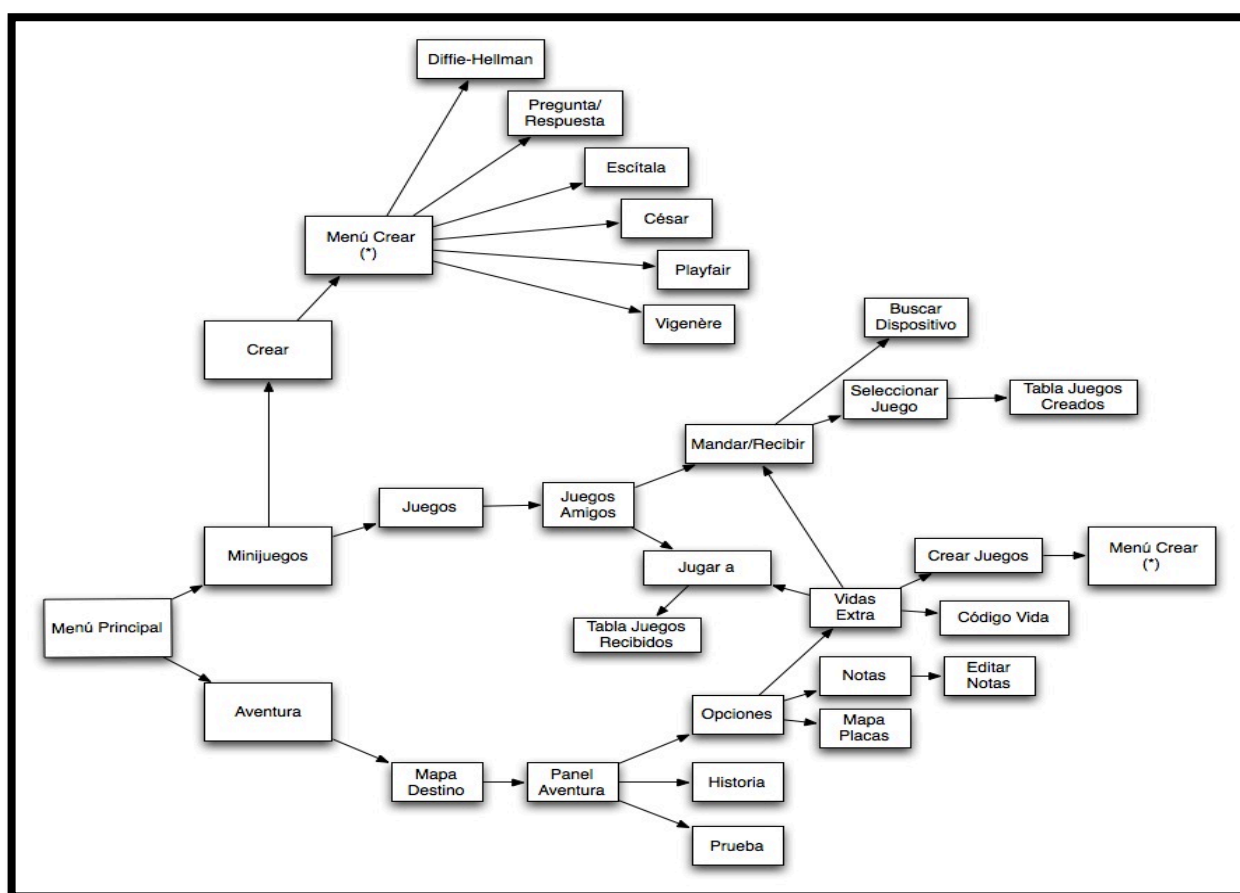 Diffie-Hellman
Pregunta/
Respuesta
Escítala
César
Menú Crear
(*)
Playfair
Vigenère
Buscar
Dispositivo
Crear
Seleccionar
Juego
Tabla Juegos
Creados
Mandar/Recibir
Juegos
Juegos
Amigos
Minijuegos
Crear Juegos
Menú Crear
(*)
Jugar a
Vidas
Extra
Código Vida
Menú Principal
Tabla Juegos
Recibidos
Notas
Editar
Notas
Aventura
Opciones
Mapa
Placas
Mapa
Destino
Panel
Aventura
Historia
Prueba